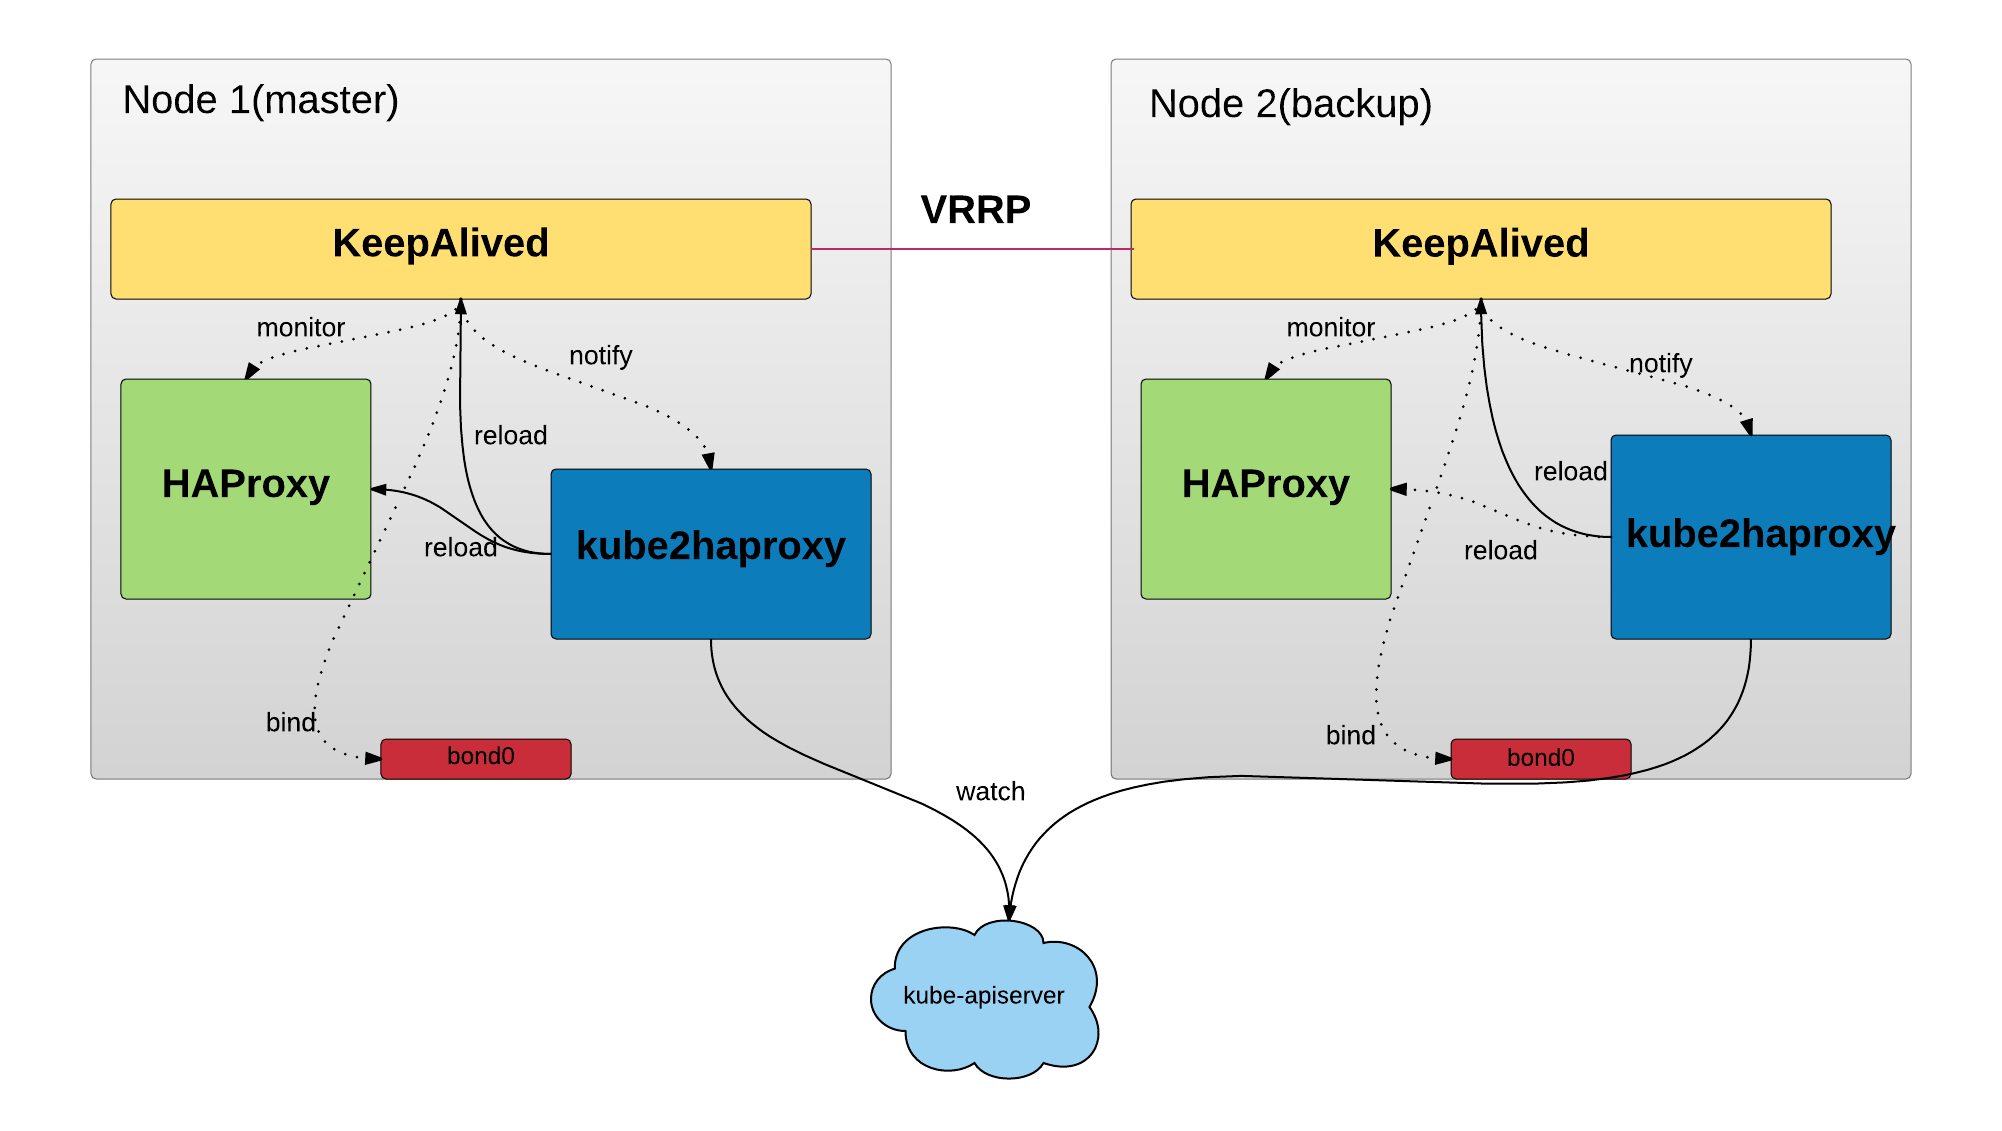 Node 1(master)
Node 2(backup)
VRRP
KeepAlived
KeepAlived
monitor
notify
monitor
notify
reload
reload
HAProxy
HAProxy
reload
kube2haproxy
kube2haproxy
reload
bind
bond0
bind
bond0
watch
kube-apiserver